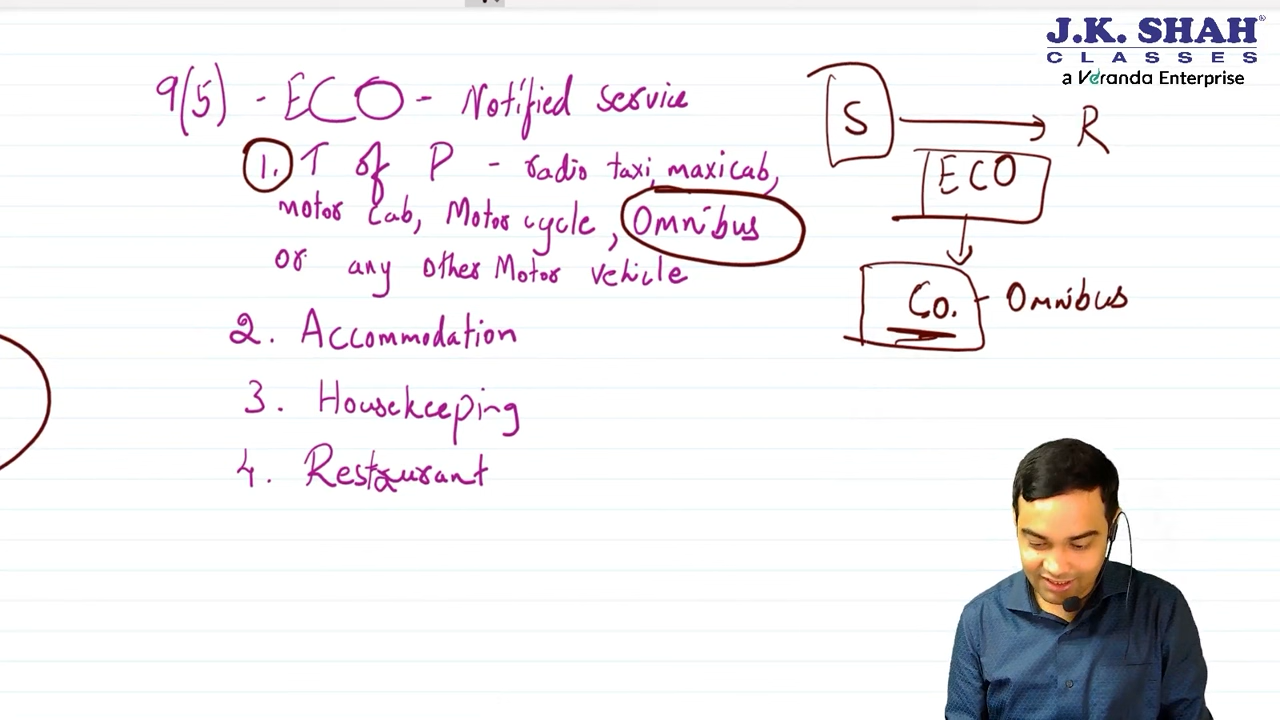 J.K. SHAH®
CLASSES
a Veranda Enterprise
9(5) - ECO - Notified service
1. T of P - radio taxi, maxicab,
motor cab, Motor cycle, Omnibus
or any other Motor vehicle
2. Accommodation
3. Housekeeping
4. Restaurant
S
R
ECO
Co. - Omnibus